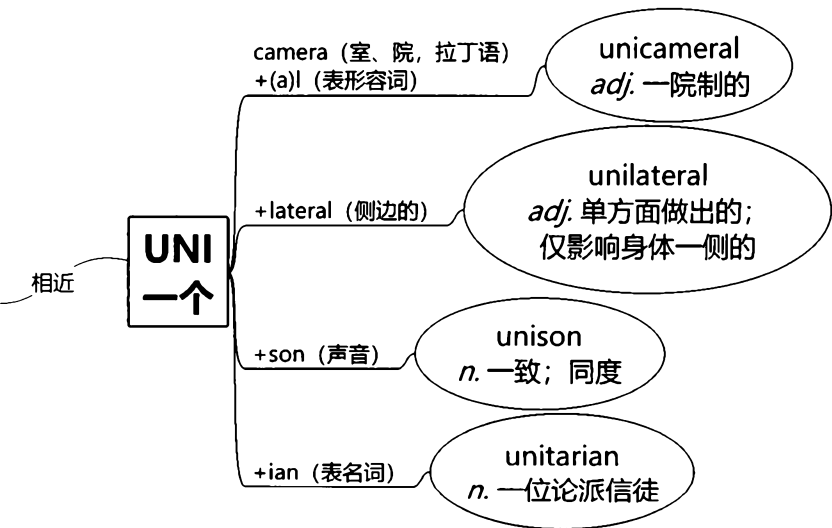 camera（室、院，拉丁语）
+(a)l（表形容词）
unicameral
adj. 一院制的
+lateral（侧边的）
unilateral
adj. 单方面做出的；
仅影响身体一侧的
相近
UNI
一个
+son（声音）
unison
n. 一致；同度
+ian（表名词）
unitarian
n. 一位论派信徒